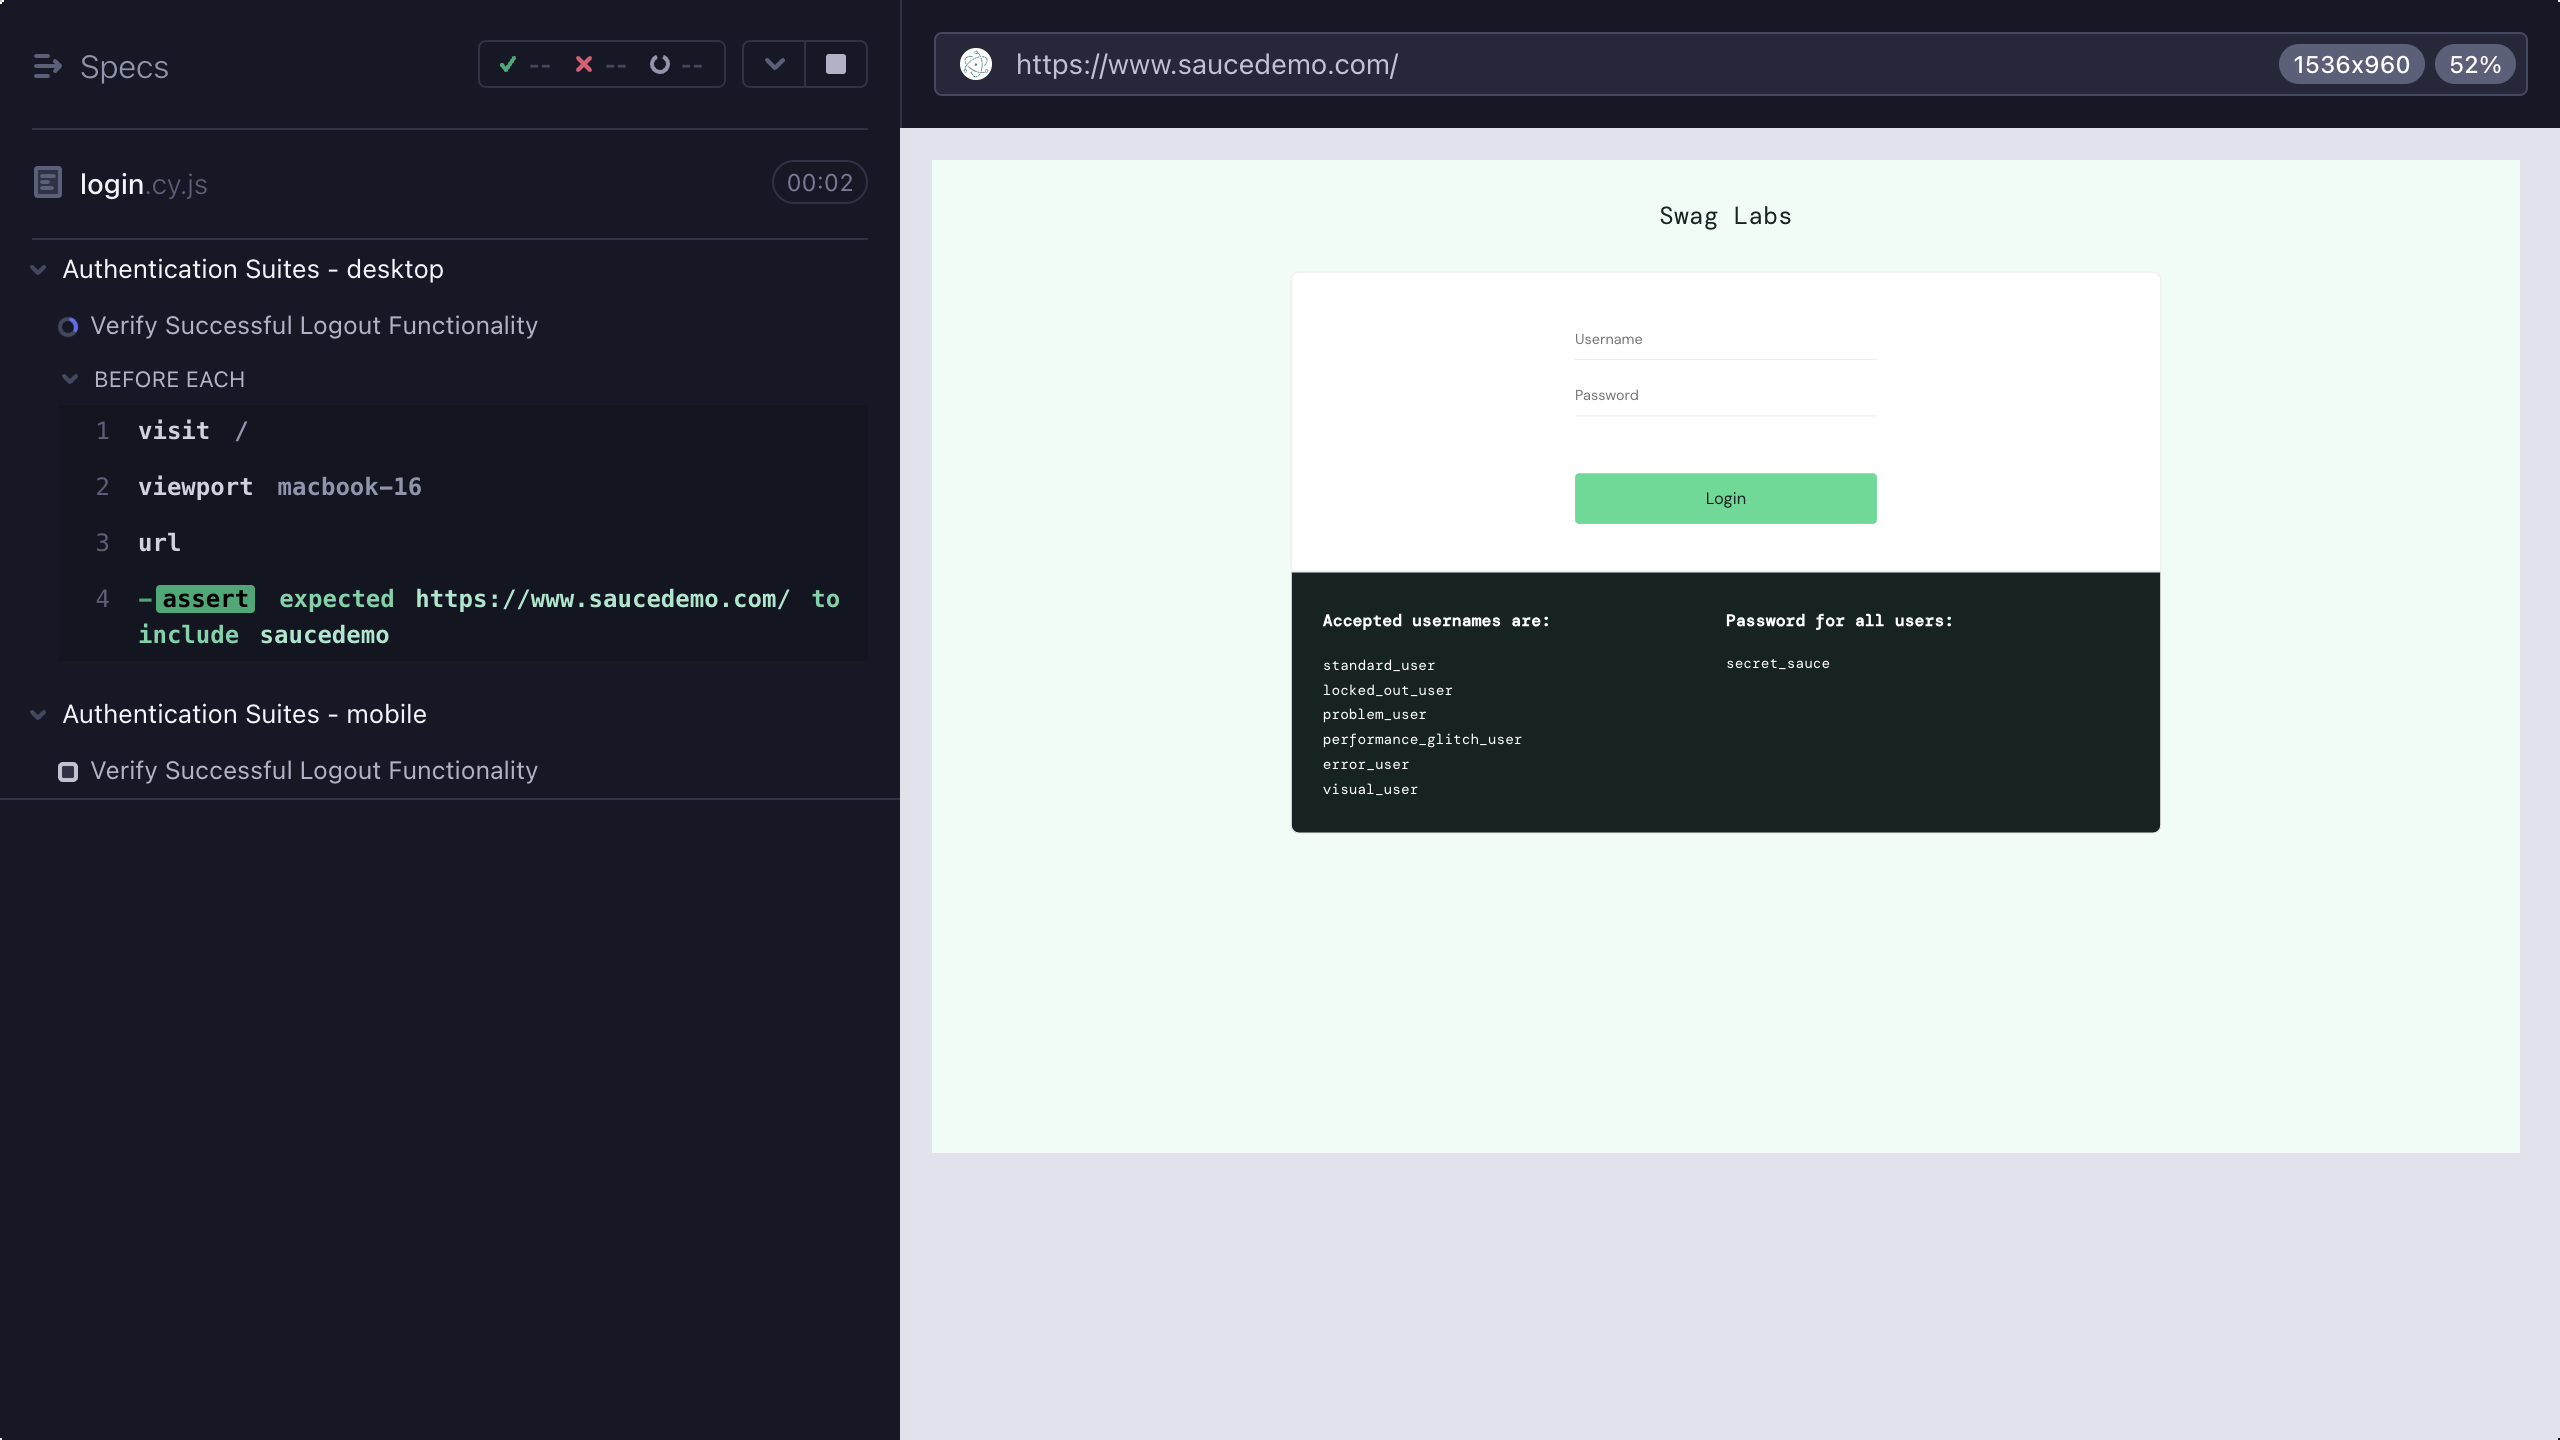 Specs
-- -- --
login.cy.js
00:02
Authentication Suites - desktop
Verify Successful Logout Functionality
BEFORE EACH
1 visit /
2 viewport macbook-16
3 url
4 -assert expected https://www.saucedemo.com/ to
include saucedemo
Authentication Suites - mobile
Verify Successful Logout Functionality
https://www.saucedemo.com/
1536x960
52%
Swag Labs
Username
Password
Login
Accepted usernames are:
standard_user
locked_out_user
problem_user
performance_glitch_user
error_user
visual_user
Password for all users:
secret_sauce